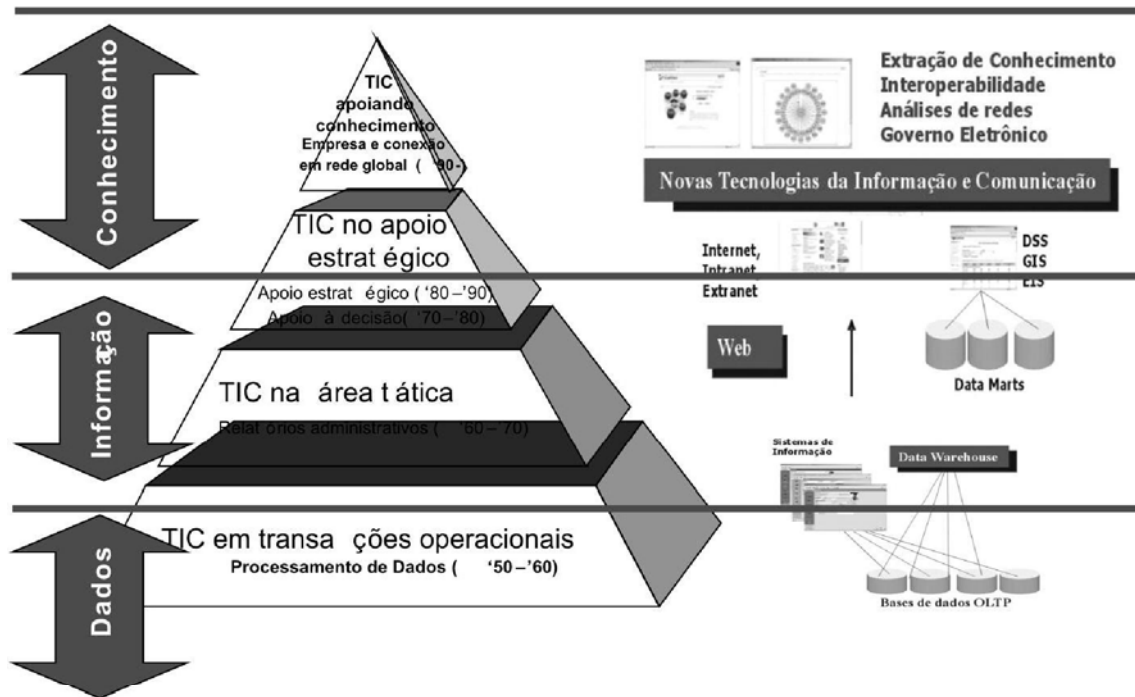 Conhecimento
TIC
apoiando
conhecimento
Empresa e conexão
em rede global ( '90-)
TIC no apoio
estrat égico
Apoio estrat égico ( '80 –'90)
Apoio à decisão( '70 –'80)
Informação
TIC na área t ática
Relat órios administrativos ( '60 –'70)
Dados
TIC em transa ções operacionais
Processamento de Dados ( '50 –'60)
Extração de Conhecimento
Interoperabilidade
Análises de redes
Governo Eletrônico
Novas Tecnologias da Informação e Comunicação
Internet,
Intranet,
Extranet
DSS
GIS
EIS
Web
Data Marts
Sistemas de
Informação
Data Warehouse
Bases de dados OLTP